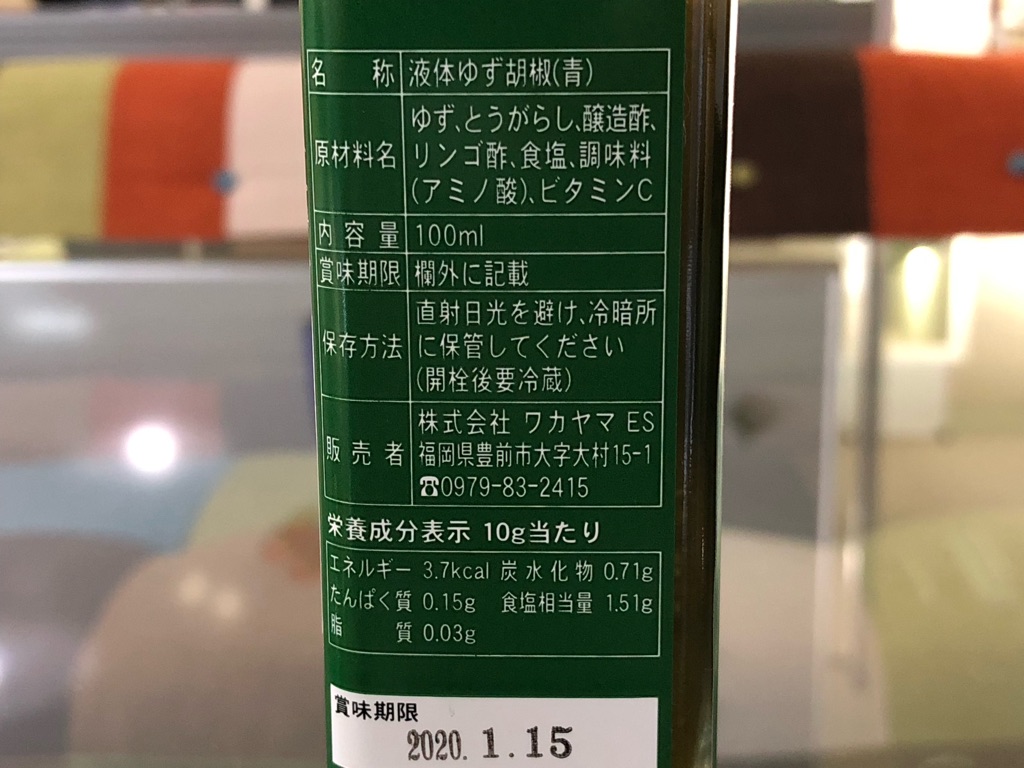 名称 液体ゆず胡椒(青)
原材料名 ゆず、とうがらし、醸造酢、
リンゴ酢、食塩、調味料
(アミノ酸)、ビタミンC
内容量 100ml
賞味期限 欄外に記載
保存方法 直射日光を避け、冷暗所
に保管してください
(開栓後要冷蔵)
販売者 株式会社 ワカヤマ ES
福岡県豊前市大字大村15-1
☎0979-83-2415
栄養成分表示 10g当たり
エネルギー 3.7kcal 炭水化物 0.71g
たんぱく質 0.15g 食塩相当量 1.51g
脂質 0.03g
賞味期限
2020. 1.15